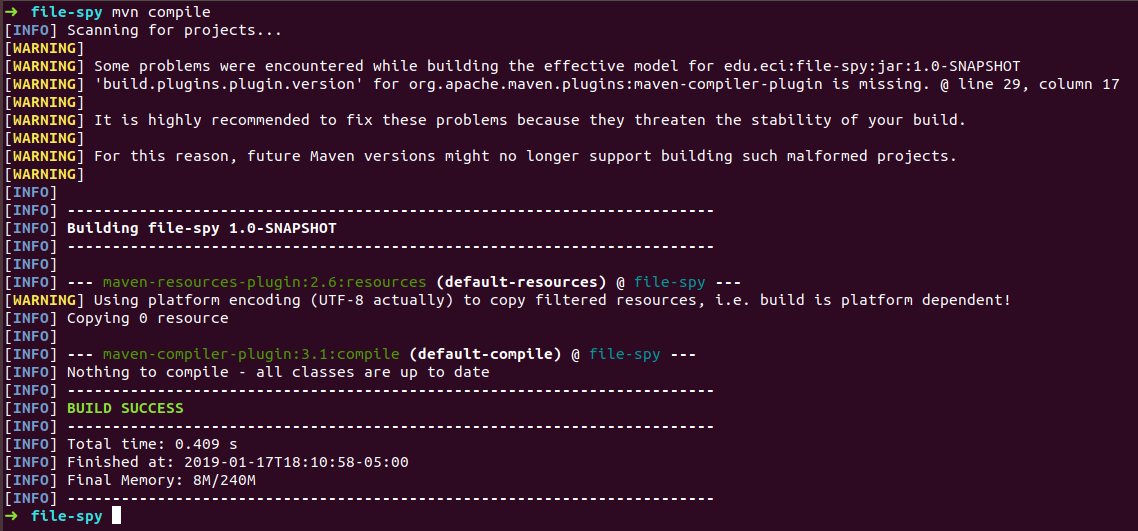 ➜ file-spy mvn compile
[INFO] Scanning for projects...
[WARNING]
[WARNING] Some problems were encountered while building the effective model for edu.eci:file-spy:jar:1.0-SNAPSHOT
[WARNING] 'build.plugins.plugin.version' for org.apache.maven.plugins:maven-compiler-plugin is missing. @ line 29, column 17
[WARNING]
[WARNING] It is highly recommended to fix these problems because they threaten the stability of your build.
[WARNING]
[WARNING] For this reason, future Maven versions might no longer support building such malformed projects.
[WARNING]
[INFO]
[INFO] ------------------------------------------------------------------------
[INFO] Building file-spy 1.0-SNAPSHOT
[INFO] ------------------------------------------------------------------------
[INFO]
[INFO] --- maven-resources-plugin:2.6:resources (default-resources) @ file-spy ---
[WARNING] Using platform encoding (UTF-8 actually) to copy filtered resources, i.e. build is platform dependent!
[INFO] Copying 0 resource
[INFO]
[INFO] --- maven-compiler-plugin:3.1:compile (default-compile) @ file-spy ---
[INFO] Nothing to compile - all classes are up to date
[INFO] ------------------------------------------------------------------------
[INFO] BUILD SUCCESS
[INFO] ------------------------------------------------------------------------
[INFO] Total time: 0.409 s
[INFO] Finished at: 2019-01-17T18:10:58-05:00
[INFO] Final Memory: 8M/240M
[INFO] ------------------------------------------------------------------------
➜ file-spy